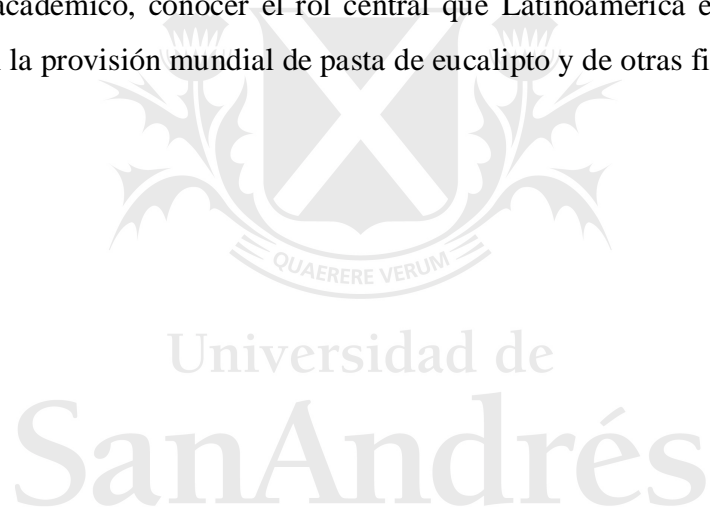 académico, conocer el rol central que Latinoamérica e
la provisión mundial de pasta de eucalipto y de otras fi
QUAERERE VERUM
Universidad de
SanAndrés